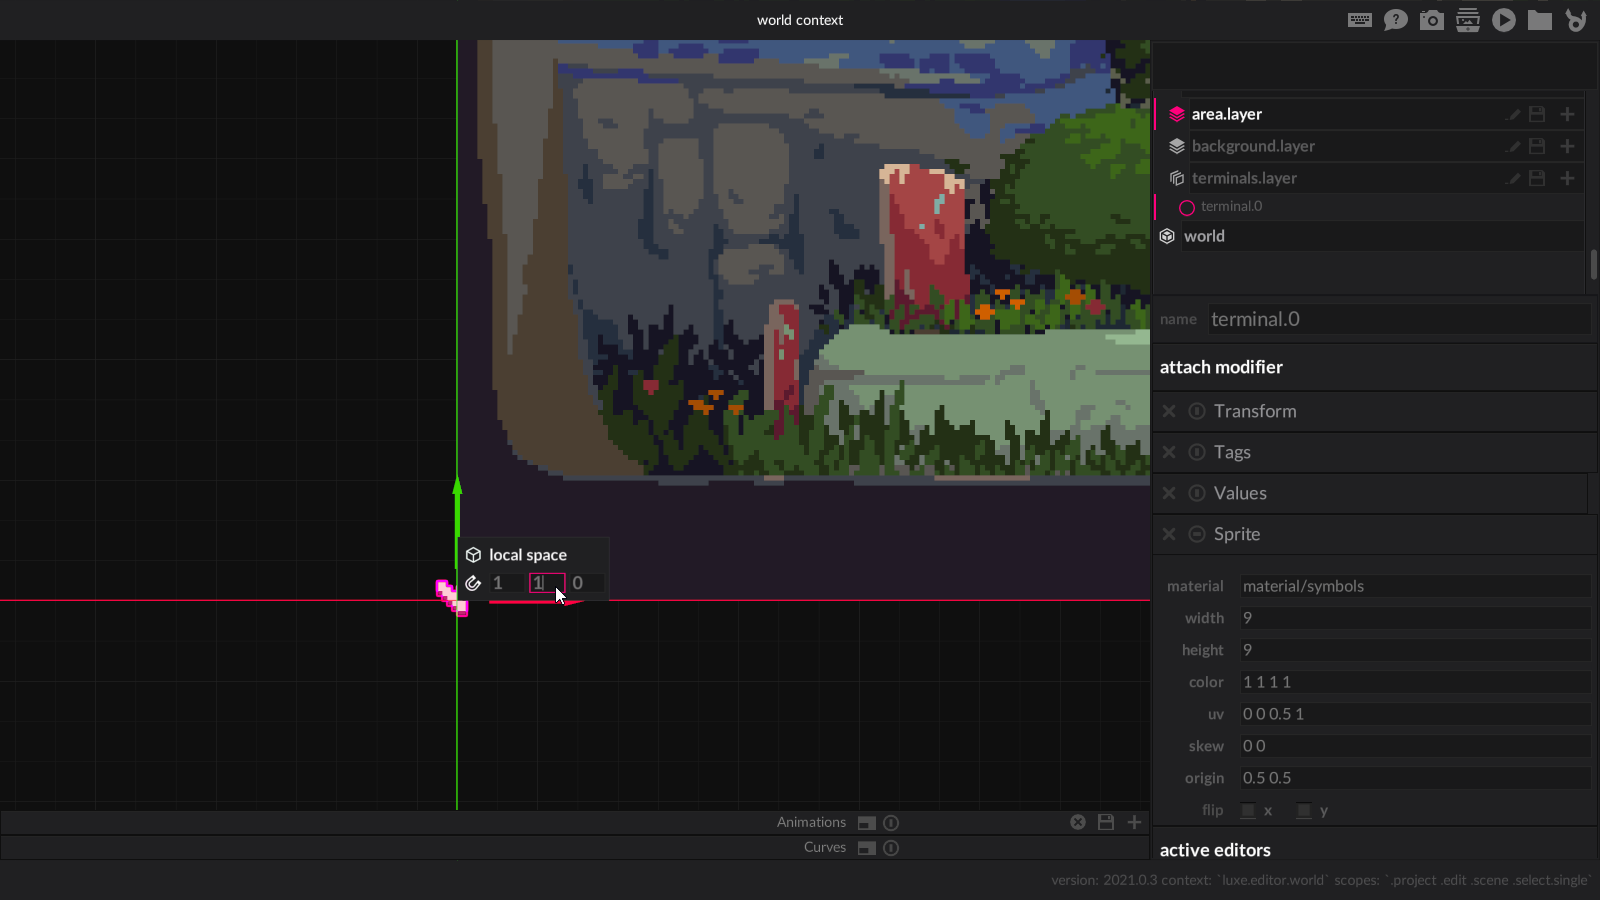 world context
area.layer
background.layer
terminals.layer
terminal.0
world
name terminal.0
attach modifier
Transform
Tags
Values
Sprite
material material/symbols
width 9
height 9
color 1 1 1 1
uv 0 0 0.5 1
skew 0 0
origin 0.5 0.5
flip x y
active editors
local space
1 1 0
Animations
Curves
version: 2021.0.3 context: `luxe.editor.world` scopes: `.project .edit .scene .select.single`